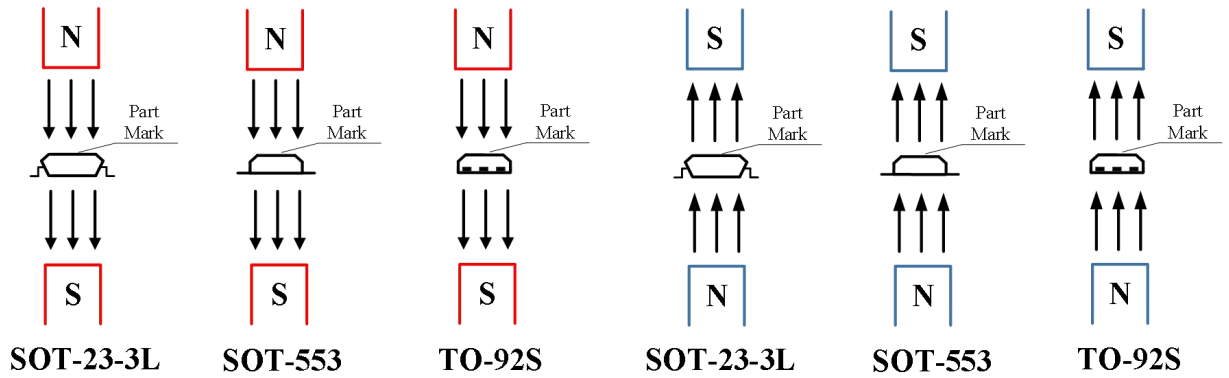 N N N S S S
Part Part Part Part Part Part
Mark Mark Mark Mark Mark Mark
S S S N N N
SOT-23-3L SOT-553 TO-92S SOT-23-3L SOT-553 TO-92S